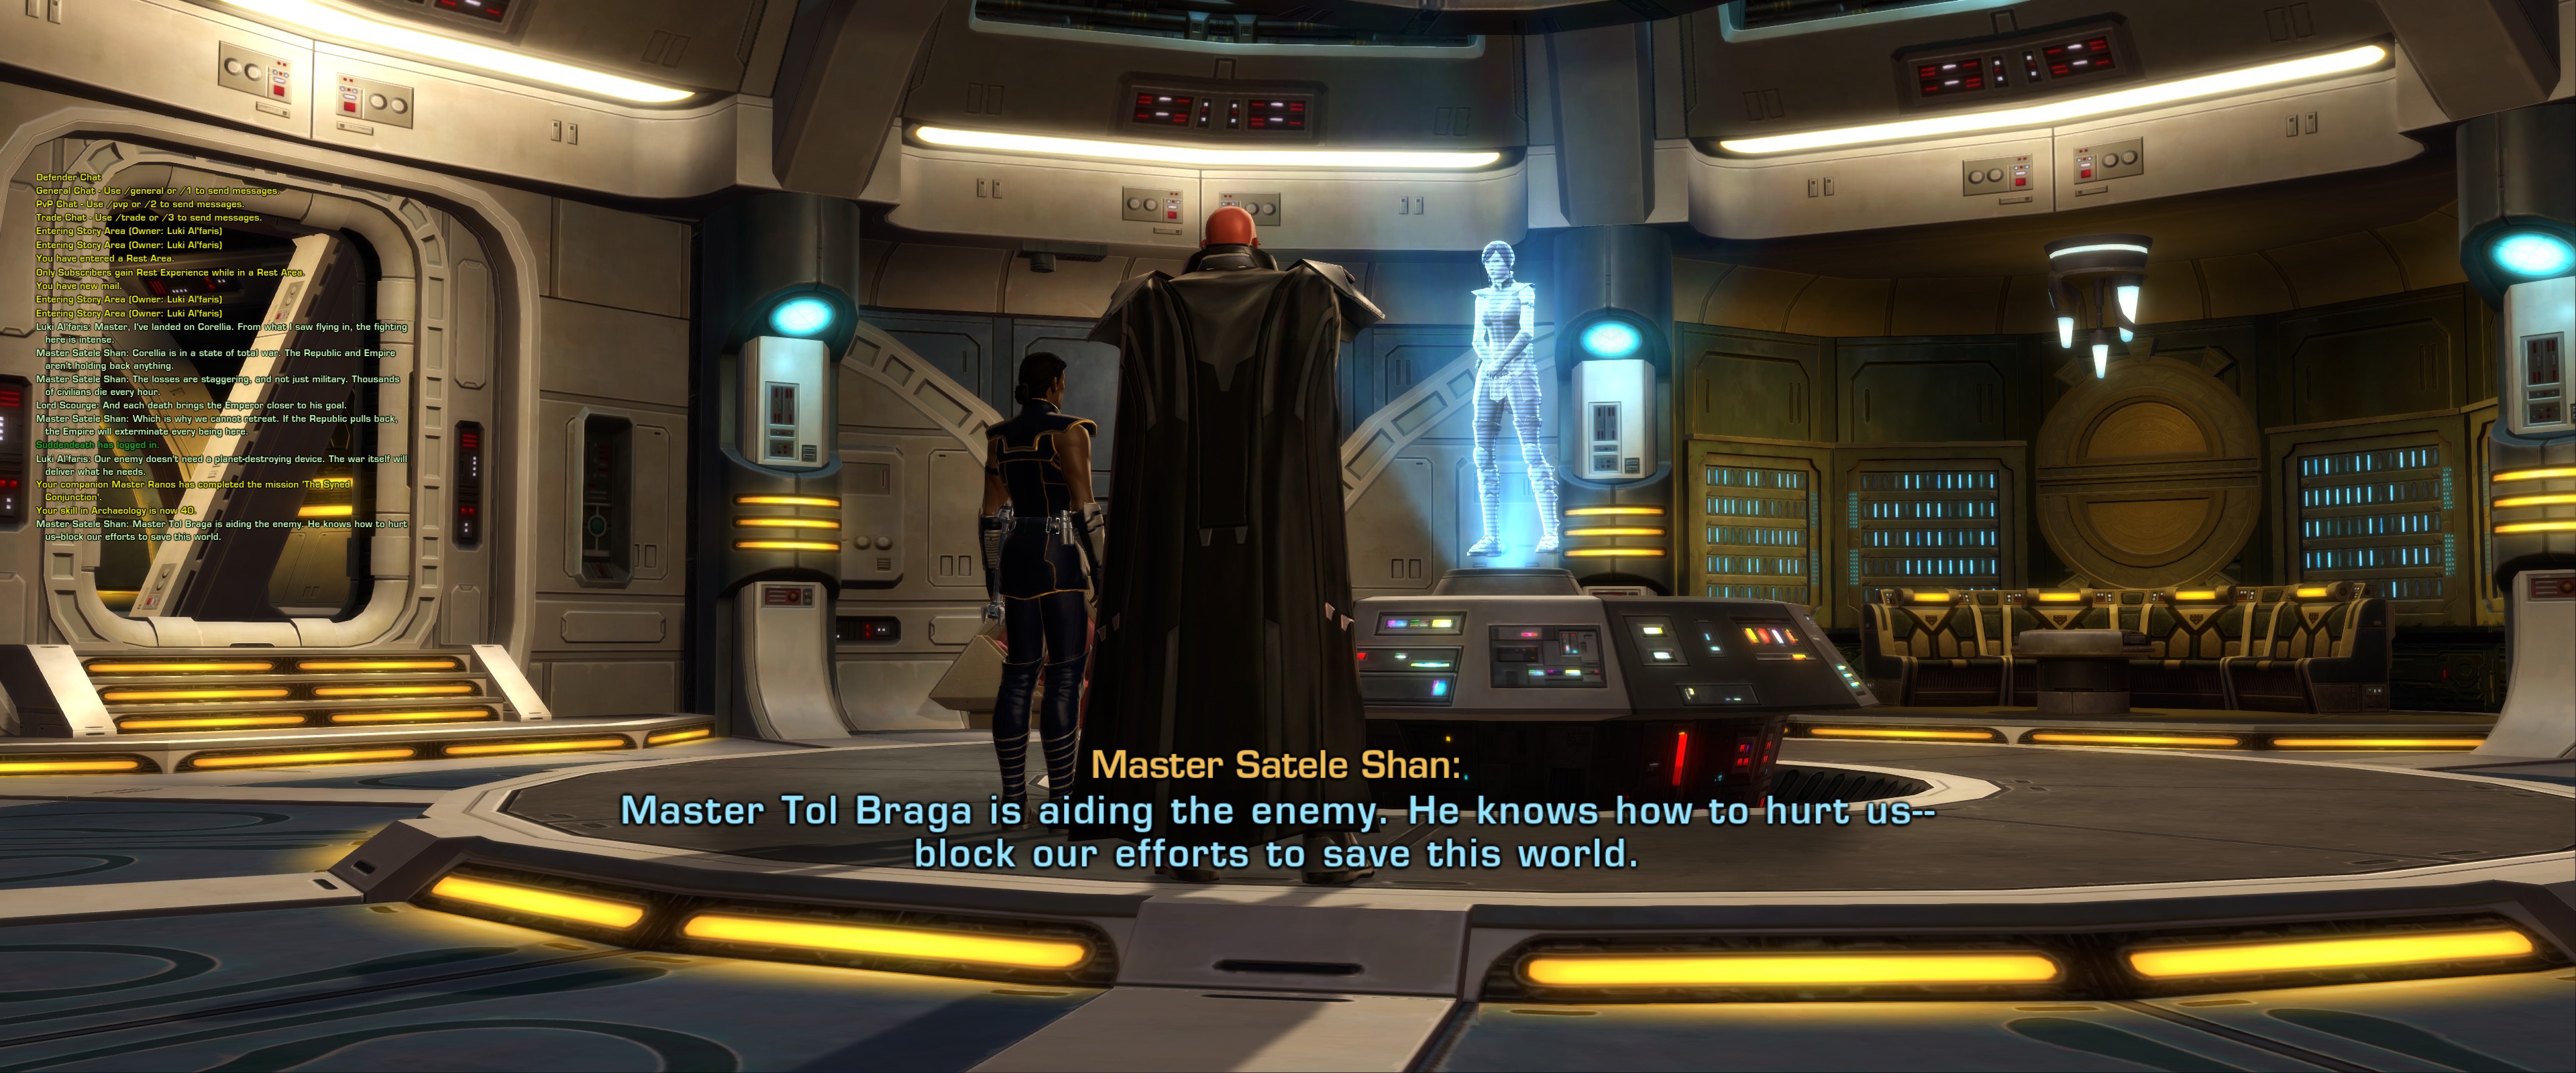 Defender Chat
General Chat - Use /general or /1 to send messages.
PvP Chat - Use /pvp or /2 to send messages.
Trade Chat - Use /trade or /3 to send messages.
Entering Story Area (Owner: Luki Al'faris)
Entering Story Area (Owner: Luki Al'faris)
You have entered a Rest Area.
Only Subscribers gain Rest Experience while in a Rest Area.
You have new mail.
Entering Story Area (Owner: Luki Al'faris)
Entering Story Area (Owner: Luki Al'faris)
Luki Al'faris: Master, I've landed on Corellia. From what I saw flying in, the fighting
here is intense.
Master Satele Shan: Corellia is in a state of total war. The Republic and Empire
aren't holding back anything.
Master Satele Shan: The losses are staggering, and not just military. Thousands
of civilians die every hour.
Lord Scourge: And each death brings the Emperor closer to his goal.
Master Satele Shan: Which is why we cannot retreat. If the Republic pulls back,
the Empire will exterminate every being here.
Suddendeath has logged in.
Luki Al'faris: Our enemy doesn't need a planet-destroying device. The war itself will
deliver what he needs.
Your companion Master Ranos has completed the mission 'The Syned
Conjunction'.
Your skill in Archaeology is now 40.
Master Satele Shan: Master Tol Braga is aiding the enemy. He knows how to hurt
us--block our efforts to save this world.
Master Satele Shan:
Master Tol Braga is aiding the enemy. He knows how to hurt us--
block our efforts to save this world.